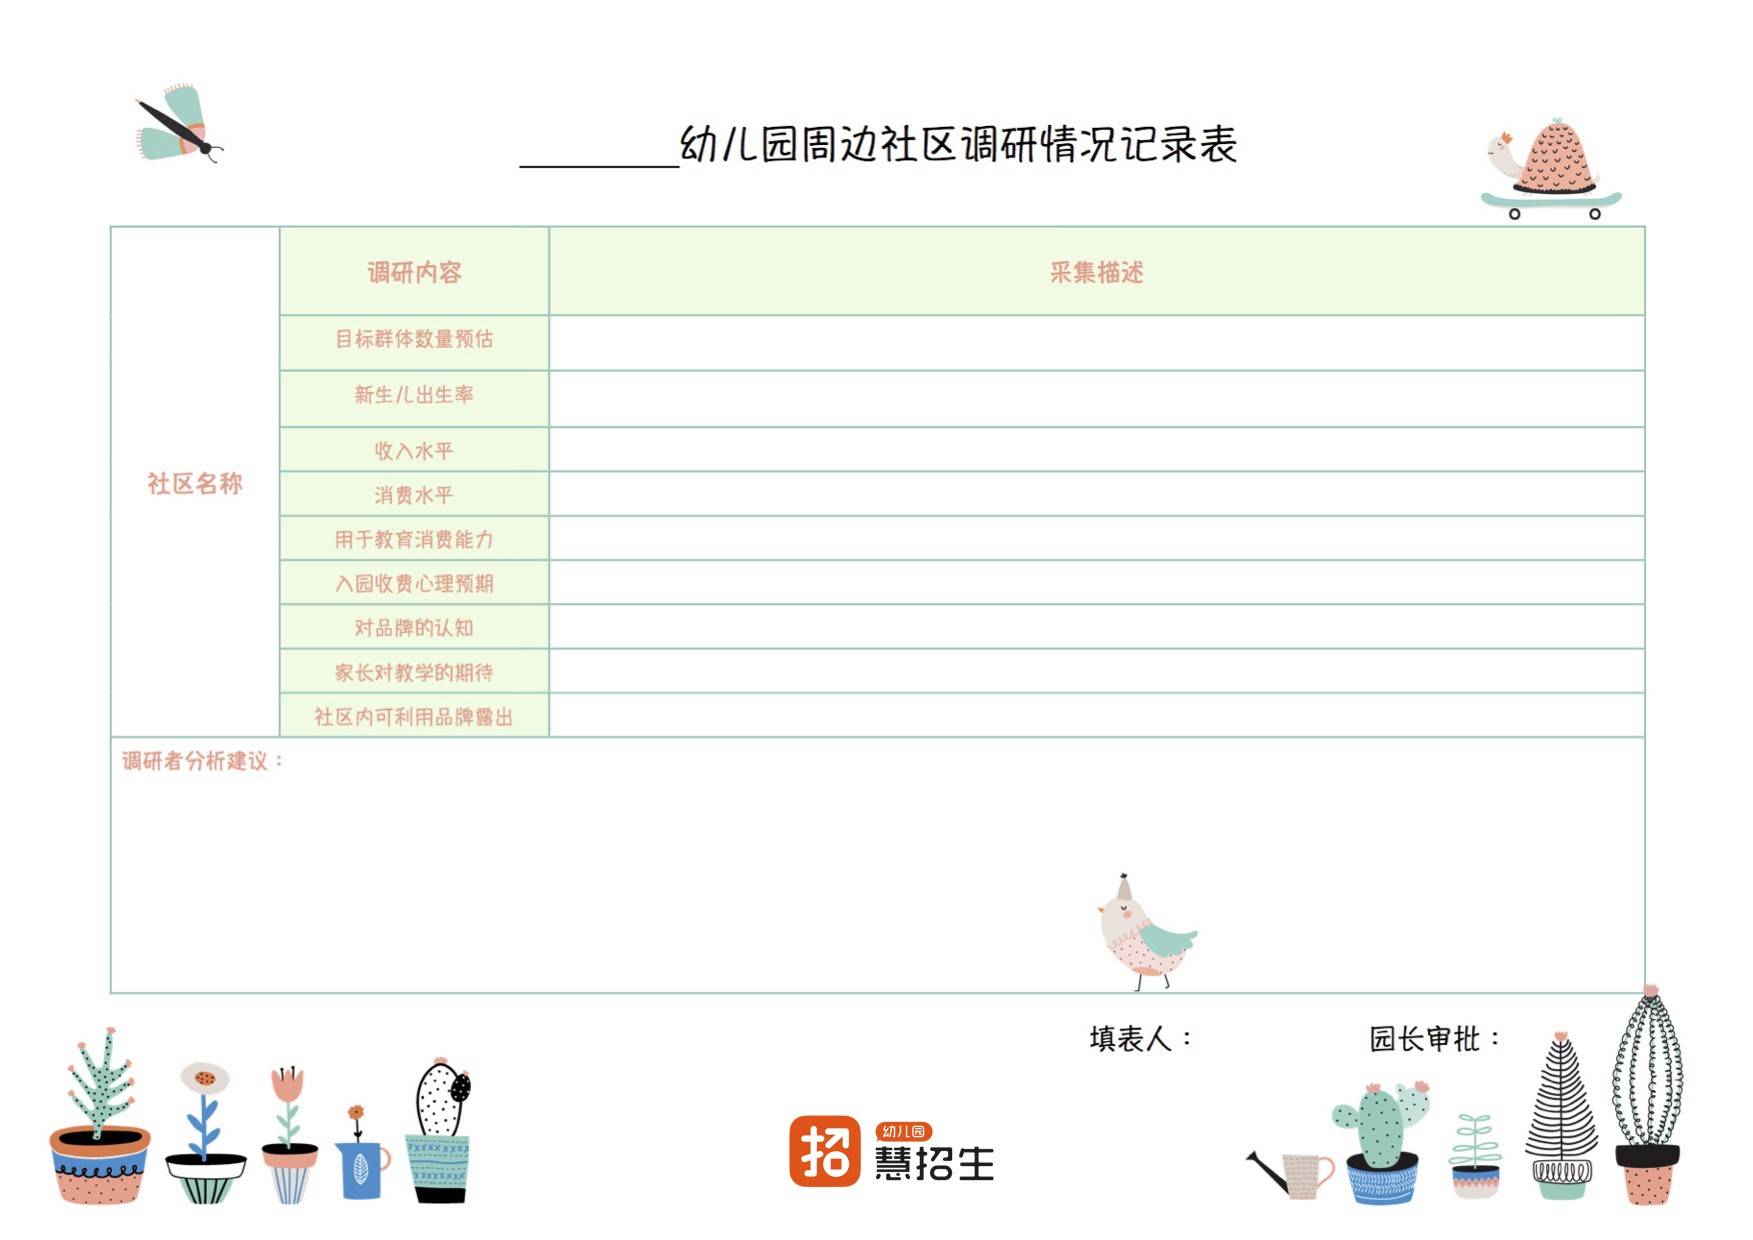 ________幼儿园周边社区调研情况记录表
社区名称
调研内容
采集描述
目标群体数量预估
新生儿出生率
收入水平
消费水平
用于教育消费能力
入园收费心理预期
对品牌的认知
家长对教学的期待
社区内可利用品牌露出
调研者分析建议：
填表人：
园长审批：
招
幼儿园
慧招生